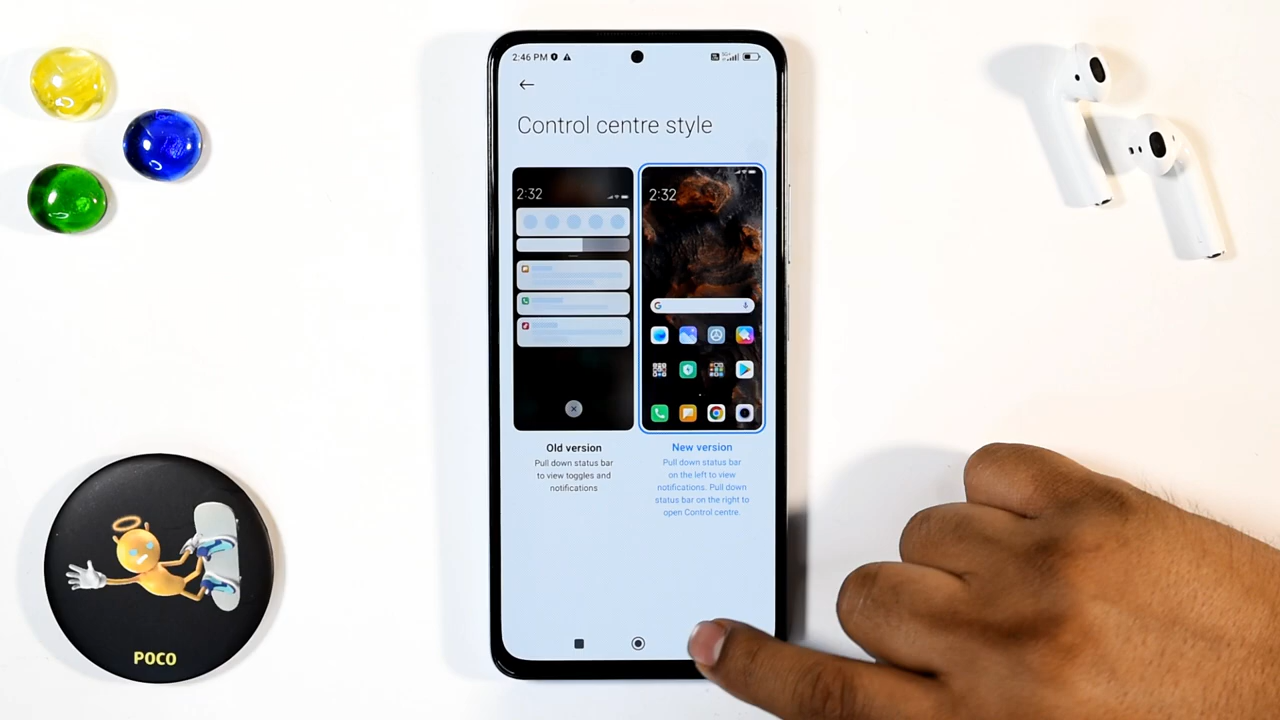 2:46 PM
Control centre style
2:32
2:32
Old version
Pull down status bar
to view toggles and
notifications
New version
Pull down status bar
on the left to view
notifications. Pull down
status bar on the right to
open Control centre.
POCO